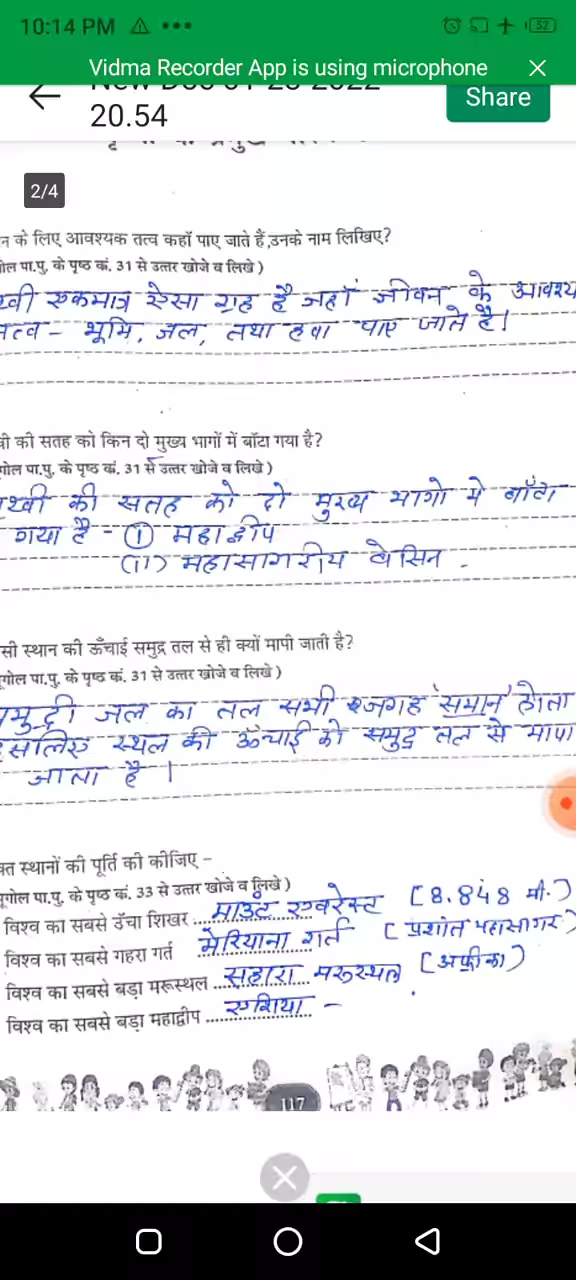 10:14 PM
52
Vidma Recorder App is using microphone
20.54
Share
2/4
न के लिए आवश्यक तत्व कहाँ पाए जाते हैं,उनके नाम लिखिए?
ोल पा.पु. के पृष्ठ कं. 31 से उत्तर खोजे व लिखे )
्वी एकमात्र ऐसा ग्रह है जहाँ जीवन के आवश्य
तत्व - भूमि, जल, तथा हवा पाए जाते है।
वी की सतह को किन दो मुख्य भागों में बाँटा गया है?
गोल पा.पु. के पृष्ठ कं. 31 से उत्तर खोजे व लिखे )
थ्वी की सतह को दो मुख्य भागो मे बाँटा
गया है - (i) महाद्वीप
(ii) महासागरीय बेसिन .
सी स्थान की ऊँचाई समुद्र तल से ही क्यों मापी जाती है?
ूगोल पा.पु. के पृष्ठ कं. 31 से उत्तर खोजे व लिखे )
मुद्री जल का तल सभी जगह 'समान' होता
सलिए स्थल की ऊंचाई को समुद्र तल से मापा
जाता है ।
क्त स्थानों की पूर्ति की कीजिए -
ूगोल पा.पु. के पृष्ठ कं. 33 से उत्तर खोजे व लिखे )
विश्व का सबसे उँचा शिखर ... माउंट एवरेस्ट [8.848 मी.)
विश्व का सबसे गहरा गर्त मेरियाना गर्त [ प्रशांत महासागर )
विश्व का सबसे बड़ा मरूस्थल ... सहारा मरूस्थल [अफ्रीका)
विश्व का सबसे बड़ा महाद्वीप ... एशिया -
117